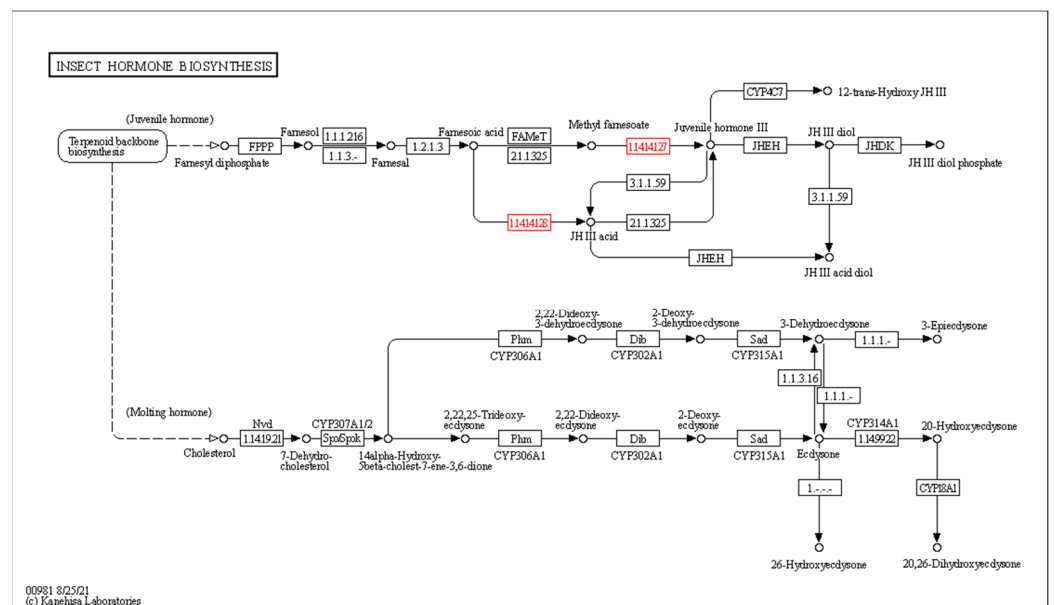 INSECT HORMONE BIOSYNTHESIS
CYP4C7
12-trans-Hydroxy JH III
(Juvenile hormone)
Terpenoid backbone
biosynthesis
Farnesyl diphosphate
FPPP
Farnesol
1.1.1.216
1.1.3.-
Farnesal
1.2.1.3
Farnesoic acid
FAMeT
2.1.1.325
Methyl farnesoate
1.14.14.127
Juvenile hormone III
JHEH
JH III diol
JHDK
JH III diol phosphate
3.1.1.59
3.1.1.59
1.14.14.128
JH III acid
2.1.1.325
JHEH
JH III acid diol
2,22-Dideoxy-
3-dehydroecdysone
2-Deoxy-
3-dehydroecdysone
3-Dehydroecdysone
3-Epiecdysone
Phm
CYP306A1
Dib
CYP302A1
Sad
CYP315A1
1.1.1.-
1.1.3.16
1.1.1.-
(Molting hormone)
Cholesterol
Nvd
1.14.19.21
7-Dehydro-
cholesterol
CYP307A1/2
Spo/Spok
14alpha-Hydroxy-
5beta-cholest-7-ene-3,6-dione
2,22,25-Trideoxy-
ecdysone
Phm
CYP306A1
2,22-Dideoxy-
ecdysone
Dib
CYP302A1
2-Deoxy-
ecdysone
Sad
CYP315A1
Ecdysone
CYP314A1
1.14.99.22
20-Hydroxyecdysone
1.-.-.-
CYP18A1
26-Hydroxyecdysone
20,26-Dihydroxyecdysone
00981 8/25/21
(c) Kanehisa Laboratories